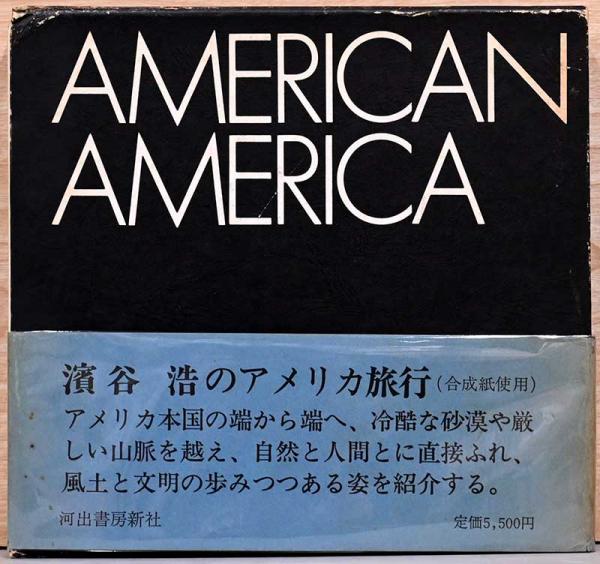 AMERICAN
AMERICA
濱谷 浩のアメリカ旅行(合成紙使用)
アメリカ本国の端から端へ、冷酷な砂漠や厳
しい山脈を越え、自然と人間とに直接ふれ、
風土と文明の歩みつつある姿を紹介する。
河出書房新社 定価5,500円